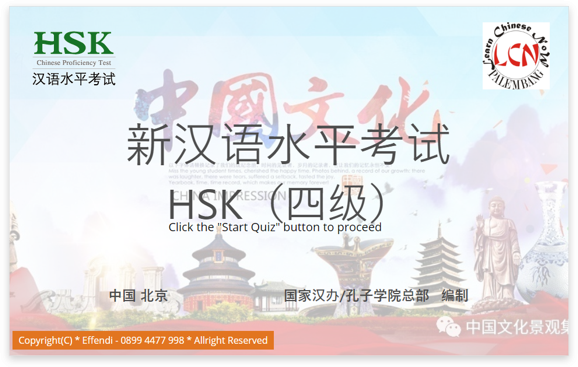 HSK
Chinese Proficiency Test
汉语水平考试
Learn Chinese NoW
LCN
PALEMBANG
中國文化
新汉语水平考试
CHINA IMPRESSION
HSK（四级）
Click the "Start Quiz" button to proceed
中国 北京
国家汉办/孔子学院总部 编制
中国文化景观集
Copyright(C) * Effendi - 0899 4477 998 * Allright Reserved